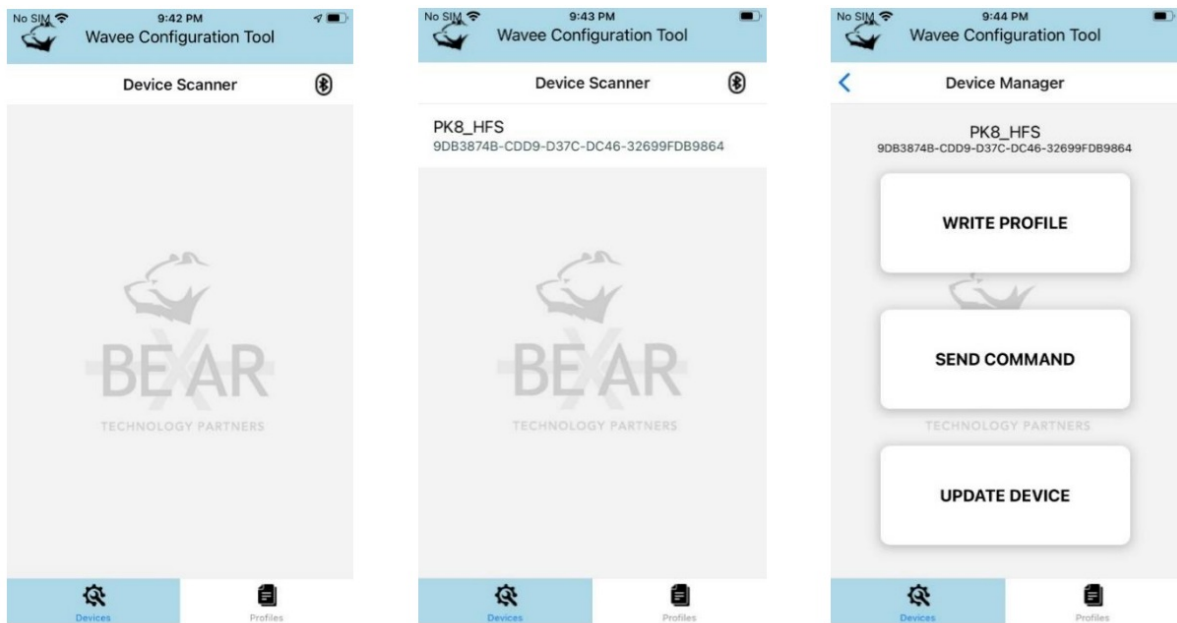 No SIM 9:42 PM
Wavee Configuration Tool
Device Scanner
BEXAR
TECHNOLOGY PARTNERS
Devices Profiles
No SIM 9:43 PM
Wavee Configuration Tool
Device Scanner
PK8_HFS
9DB3874B-CDD9-D37C-DC46-32699FDB9864
BEXAR
TECHNOLOGY PARTNERS
Devices Profiles
No SIM 9:44 PM
Wavee Configuration Tool
Device Manager
PK8_HFS
9DB3874B-CDD9-D37C-DC46-32699FDB9864
WRITE PROFILE
SEND COMMAND
TECHNOLOGY PARTNERS
UPDATE DEVICE
Devices Profiles